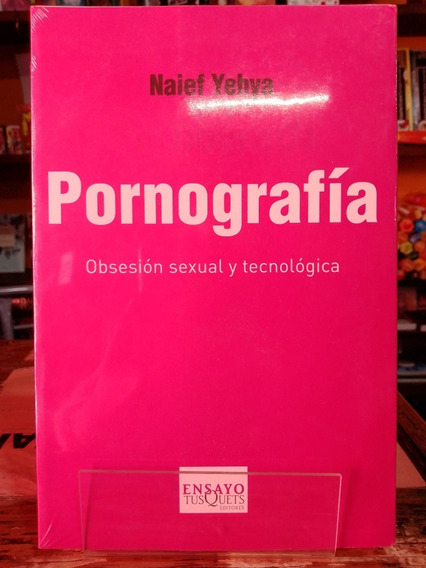 Naief Yehya
Pornografía
Obsesión sexual y tecnológica
ENSAYO
TUSQUETS
EDITORES